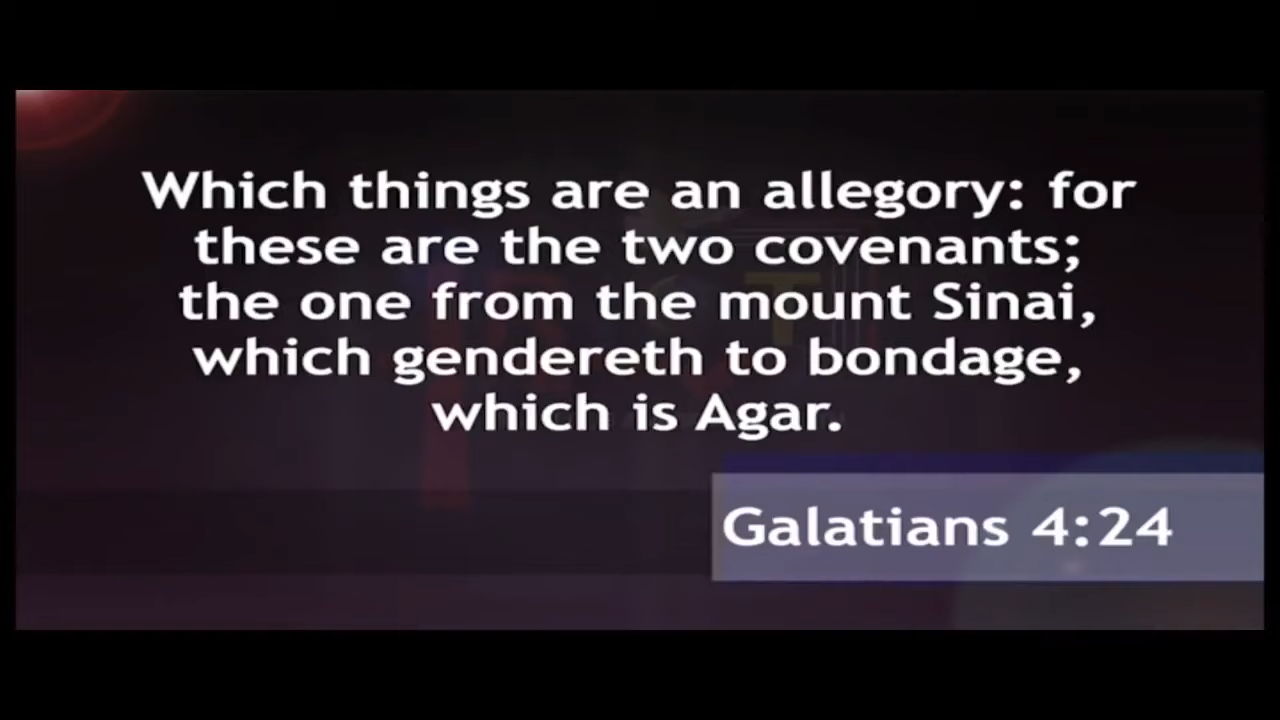 Which things are an allegory: for
these are the two covenants;
the one from the mount Sinai,
which gendereth to bondage,
which is Agar.
Galatians 4:24